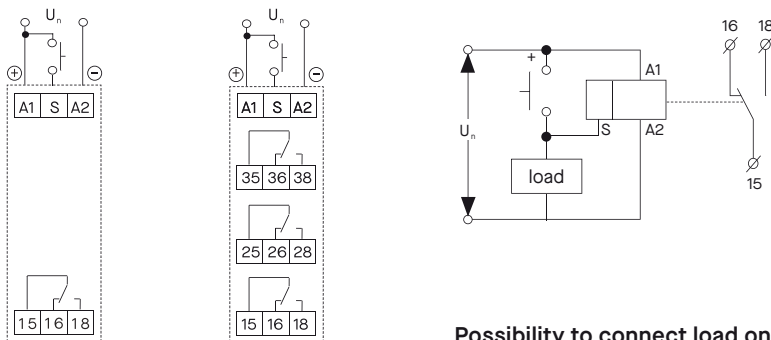 Un
+
−
A1 S A2
15 16 18
Un
+
−
A1 S A2
35 36 38
25 26 28
15 16 18
16 18
+
A1
Un
S A2
load
15
Possibility to connect load on